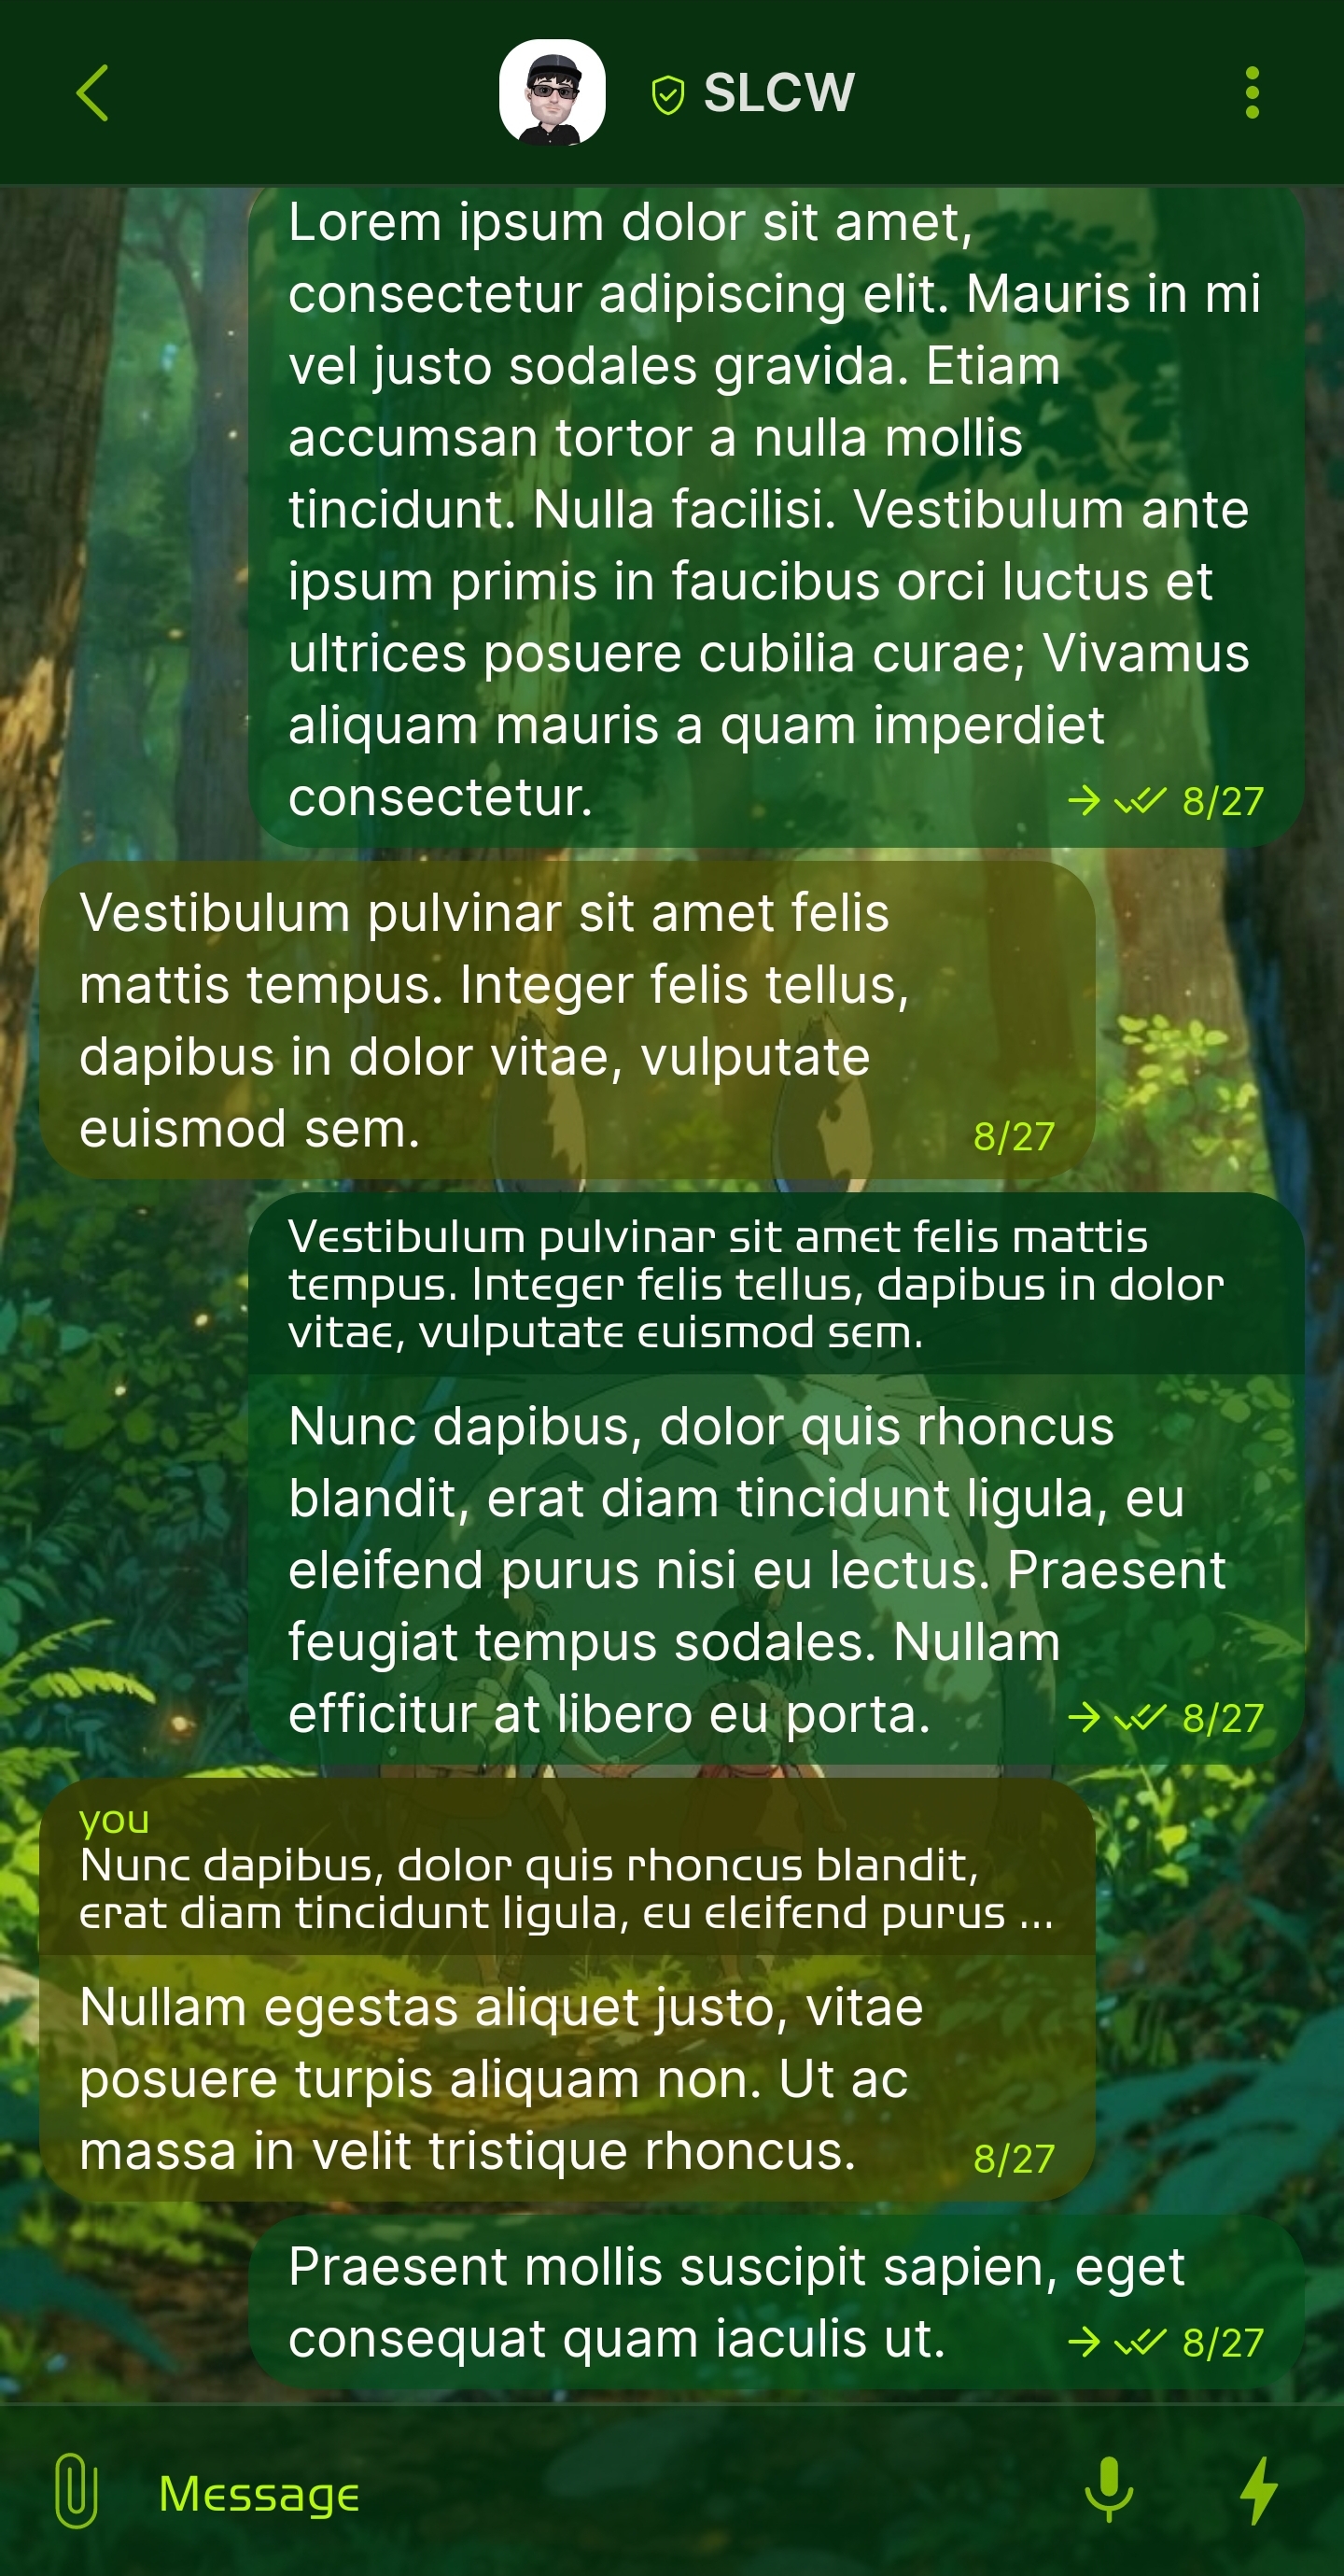 SLCW
Lorem ipsum dolor sit amet,
consectetur adipiscing elit. Mauris in mi
vel justo sodales gravida. Etiam
accumsan tortor a nulla mollis
tincidunt. Nulla facilisi. Vestibulum ante
ipsum primis in faucibus orci luctus et
ultrices posuere cubilia curae; Vivamus
aliquam mauris a quam imperdiet
consectetur. 8/27
Vestibulum pulvinar sit amet felis
mattis tempus. Integer felis tellus,
dapibus in dolor vitae, vulputate
euismod sem. 8/27
Vestibulum pulvinar sit amet felis mattis
tempus. Integer felis tellus, dapibus in dolor
vitae, vulputate euismod sem.
Nunc dapibus, dolor quis rhoncus
blandit, erat diam tincidunt ligula, eu
eleifend purus nisi eu lectus. Praesent
feugiat tempus sodales. Nullam
efficitur at libero eu porta. 8/27
you
Nunc dapibus, dolor quis rhoncus blandit,
erat diam tincidunt ligula, eu eleifend purus ...
Nullam egestas aliquet justo, vitae
posuere turpis aliquam non. Ut ac
massa in velit tristique rhoncus. 8/27
Praesent mollis suscipit sapien, eget
consequat quam iaculis ut. 8/27
Message